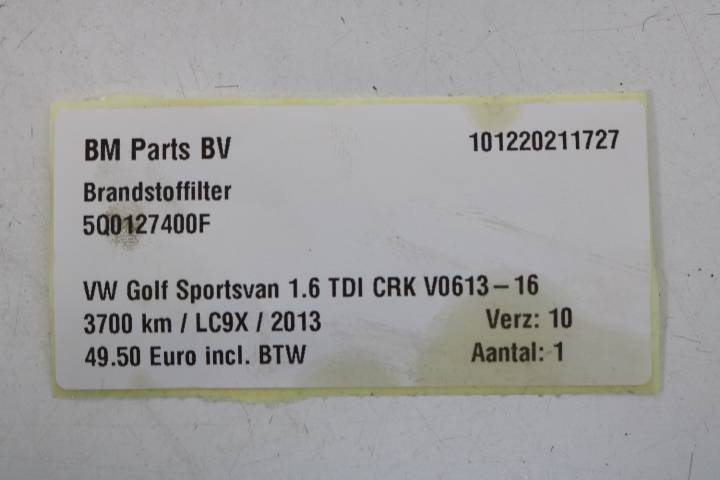 BM Parts BV 101220211727
Brandstoffilter
5Q0127400F
VW Golf Sportsvan 1.6 TDI CRK V0613-16
3700 km / LC9X / 2013 Verz: 10
49.50 Euro incl. BTW Aantal: 1